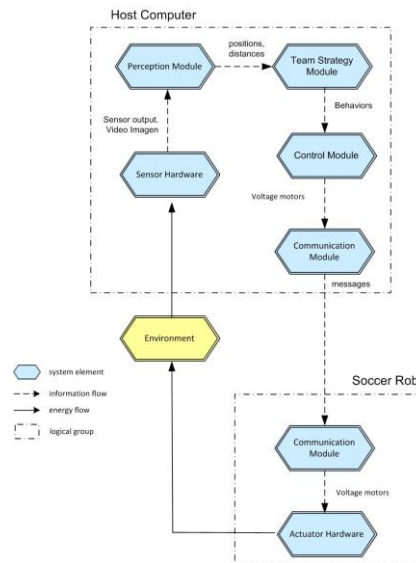 Host Computer
Perception Module
positions,
distances
Team Strategy
Module
Sensor output.
Video Imagen
Behaviors
Sensor Hardware
Control Module
Voltage motors
Communication
Module
messages
Environment
system element
information flow
energy flow
logical group
Soccer Rob
Communication
Module
Voltage motors
Actuator Hardware